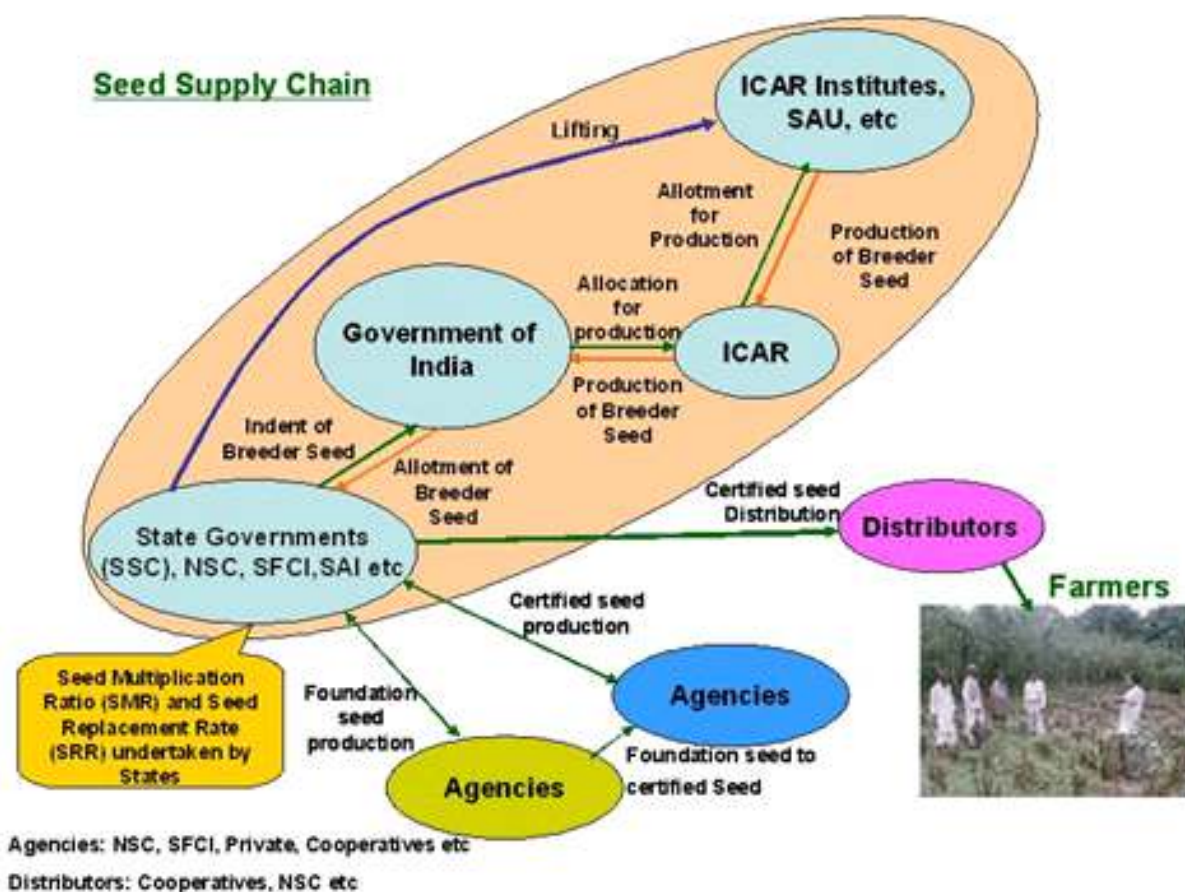 Seed Supply Chain
ICAR Institutes,
SAU, etc
Lifting
Allotment
for
Production
Production
of Breeder
Seed
Allocation
for
production
Government of
India
ICAR
Production
of Breeder
Seed
Indent of
Breeder Seed
Allotment of
Breeder
Seed
State Governments
(SSC), NSC, SFCI,SAI etc
Certified seed
Distribution
Distributors
Farmers
Certified seed
production
Seed Multiplication
Ratio (SMR) and Seed
Replacement Rate
(SRR) undertaken by
States
Foundation
seed
production
Agencies
Agencies
Foundation seed to
certified Seed
Agencies: NSC, SFCI, Private, Cooperatives etc
Distributors: Cooperatives, NSC etc